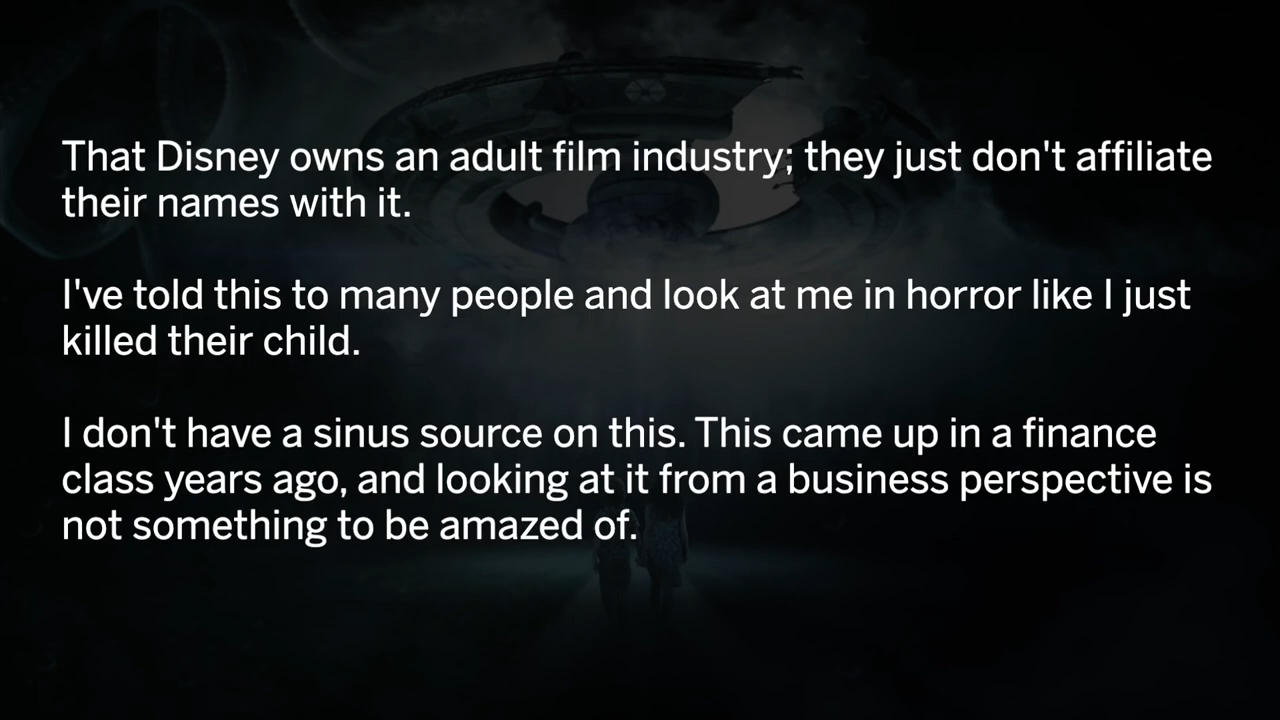 That Disney owns an adult film industry; they just don't affiliate
their names with it.
I've told this to many people and look at me in horror like I just
killed their child.
I don't have a sinus source on this. This came up in a finance
class years ago, and looking at it from a business perspective is
not something to be amazed of.